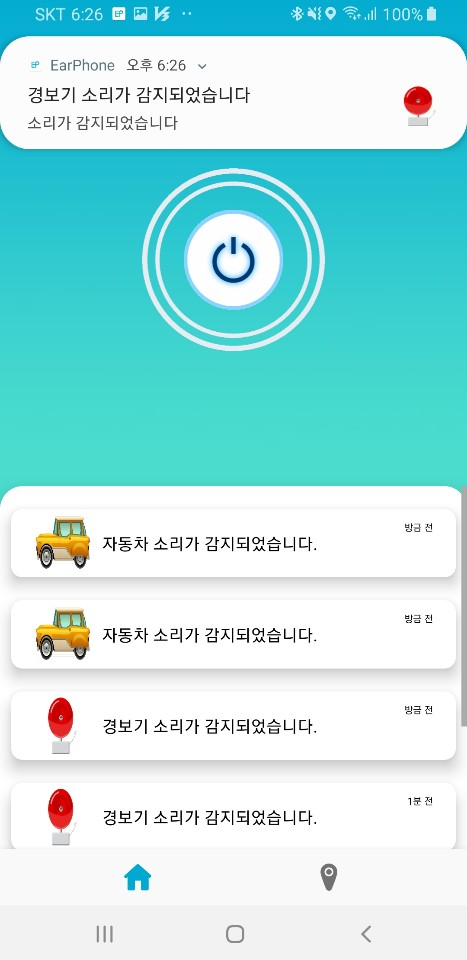 SKT 6:26 EP 100%
EP EarPhone 오후 6:26
경보기 소리가 감지되었습니다
소리가 감지되었습니다
방금 전
자동차 소리가 감지되었습니다.
방금 전
자동차 소리가 감지되었습니다.
방금 전
경보기 소리가 감지되었습니다.
1분 전
경보기 소리가 감지되었습니다.